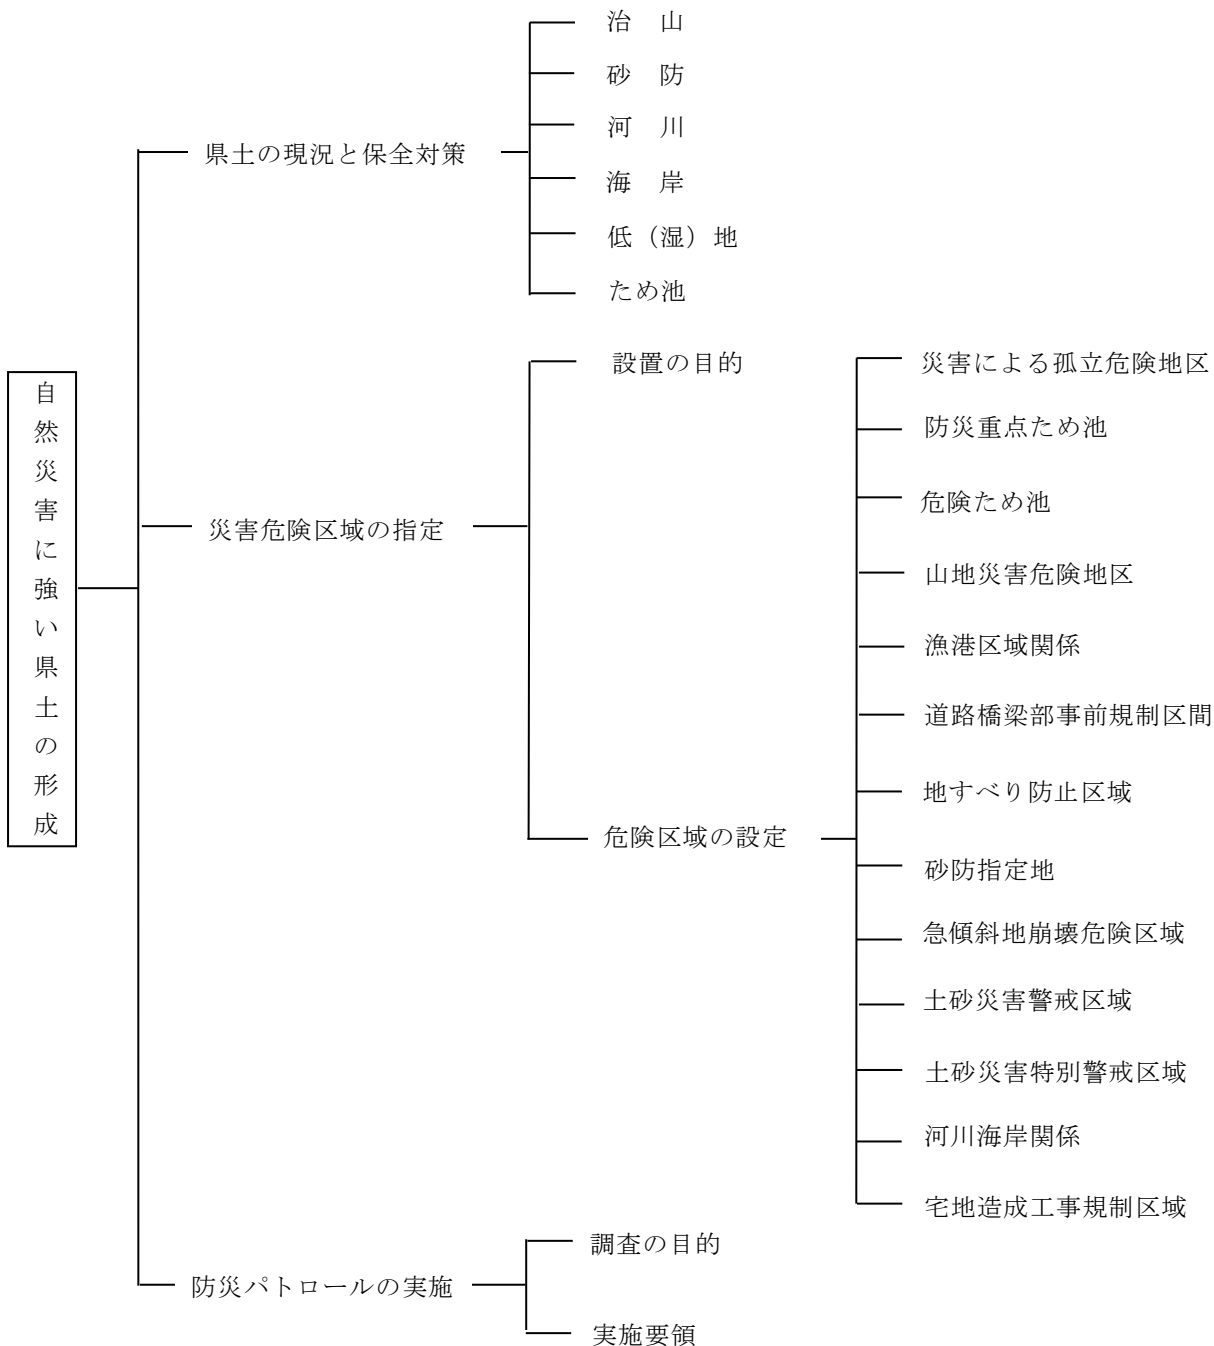 自然災害に強い県土の形成
県土の現況と保全対策
治　山
砂　防
河　川
海　岸
低（湿）地
ため池
災害危険区域の指定
設置の目的
危険区域の設定
災害による孤立危険地区
防災重点ため池
危険ため池
山地災害危険地区
漁港区域関係
道路橋梁部事前規制区間
地すべり防止区域
砂防指定地
急傾斜地崩壊危険区域
土砂災害警戒区域
土砂災害特別警戒区域
河川海岸関係
宅地造成工事規制区域
防災パトロールの実施
調査の目的
実施要領